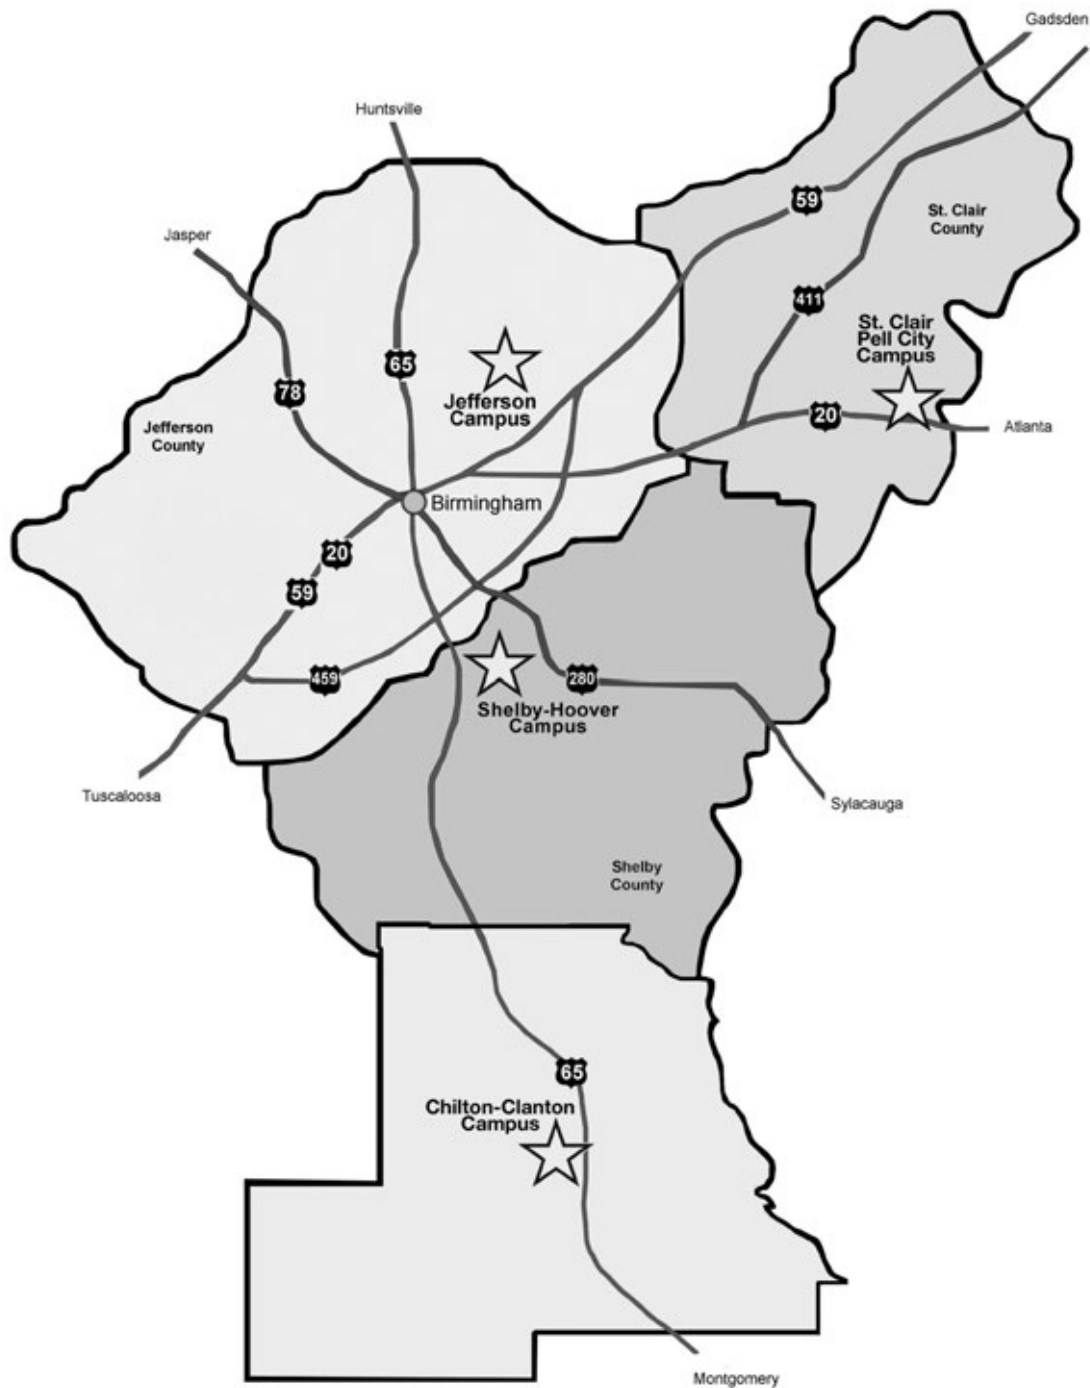 Gadsden
Huntsville
59
St. Clair
County
Jasper
411
St. Clair
Pell City
Campus
65
78
Jefferson
Campus
Jefferson
County
20
Atlanta
Birmingham
20
59
459
280
Shelby-Hoover
Campus
Tuscaloosa
Sylacauga
Shelby
County
65
Chilton-Clanton
Campus
Montgomery